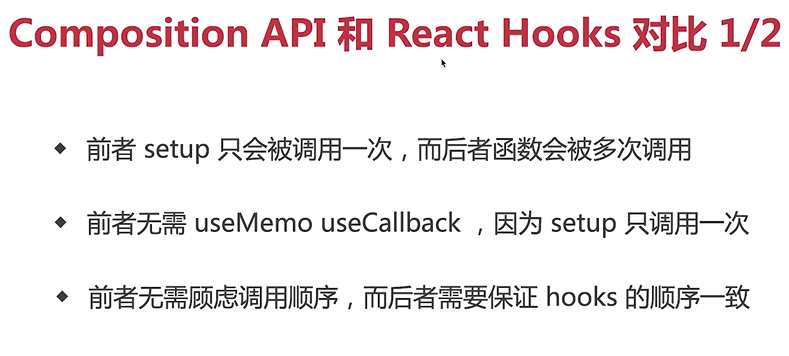 Composition API 和 React Hooks 对比 1/2
前者 setup 只会被调用一次，而后者函数会被多次调用
前者无需 useMemo useCallback ，因为 setup 只调用一次
前者无需顾虑调用顺序，而后者需要保证 hooks 的顺序一致